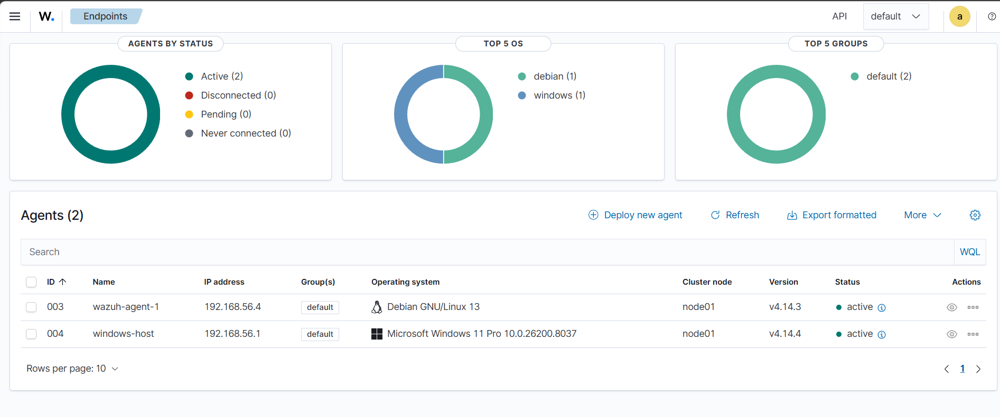 W. Endpoints API default a
AGENTS BY STATUS
Active (2)
Disconnected (0)
Pending (0)
Never connected (0)
TOP 5 OS
debian (1)
windows (1)
TOP 5 GROUPS
default (2)
Agents (2) Deploy new agent Refresh Export formatted More
Search WQL
ID Name IP address Group(s) Operating system Cluster node Version Status Actions
003 wazuh-agent-1 192.168.56.4 default Debian GNU/Linux 13 node01 v4.14.3 active
004 windows-host 192.168.56.1 default Microsoft Windows 11 Pro 10.0.26200.8037 node01 v4.14.4 active
Rows per page: 10 1